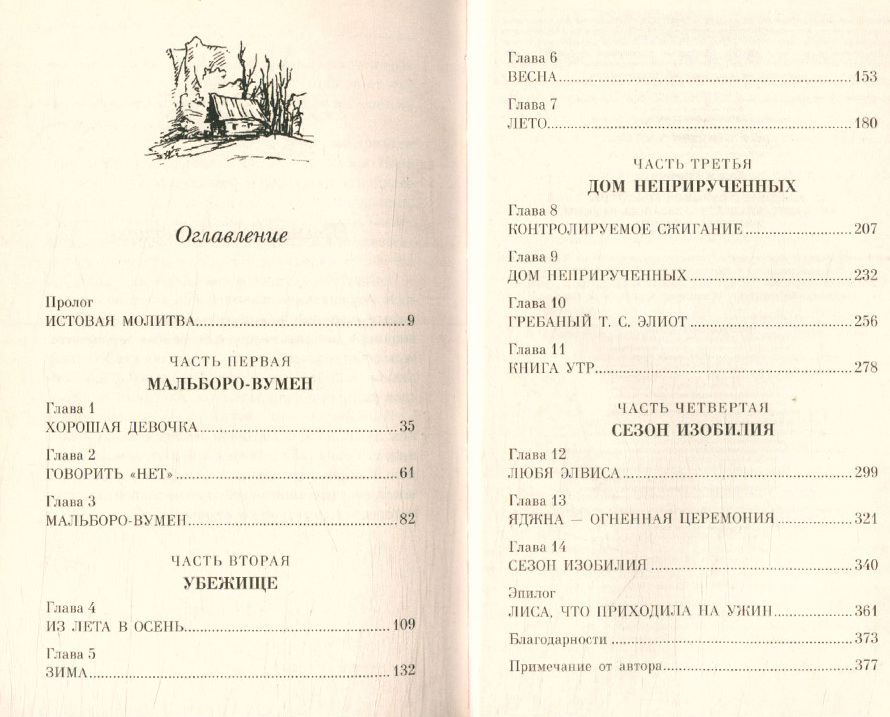 Оглавление
Пролог
ИСТОВАЯ МОЛИТВА....9
ЧАСТЬ ПЕРВАЯ
МАЛЬБОРО-ВУМЕН
Глава 1
ХОРОШАЯ ДЕВОЧКА....35
Глава 2
ГОВОРИТЬ «НЕТ»....61
Глава 3
МАЛЬБОРО-ВУМЕН....82
ЧАСТЬ ВТОРАЯ
УБЕЖИЩЕ
Глава 4
ИЗ ЛЕТА В ОСЕНЬ....109
Глава 5
ЗИМА....132
Глава 6
ВЕСНА....153
Глава 7
ЛЕТО....180
ЧАСТЬ ТРЕТЬЯ
ДОМ НЕПРИРУЧЕННЫХ
Глава 8
КОНТРОЛИРУЕМОЕ СЖИГАНИЕ....207
Глава 9
ДОМ НЕПРИРУЧЕННЫХ....232
Глава 10
ГРЕБАНЫЙ Т. С. ЭЛИОТ....256
Глава 11
КНИГА УТР....278
ЧАСТЬ ЧЕТВЕРТАЯ
СЕЗОН ИЗОБИЛИЯ
Глава 12
ЛЮБЯ ЭЛВИСА....299
Глава 13
ЯДЖНА — ОГНЕННАЯ ЦЕРЕМОНИЯ....321
Глава 14
СЕЗОН ИЗОБИЛИЯ....340
Эпилог
ЛИСА, ЧТО ПРИХОДИЛА НА УЖИН....361
Благодарности....373
Примечание от автора....377